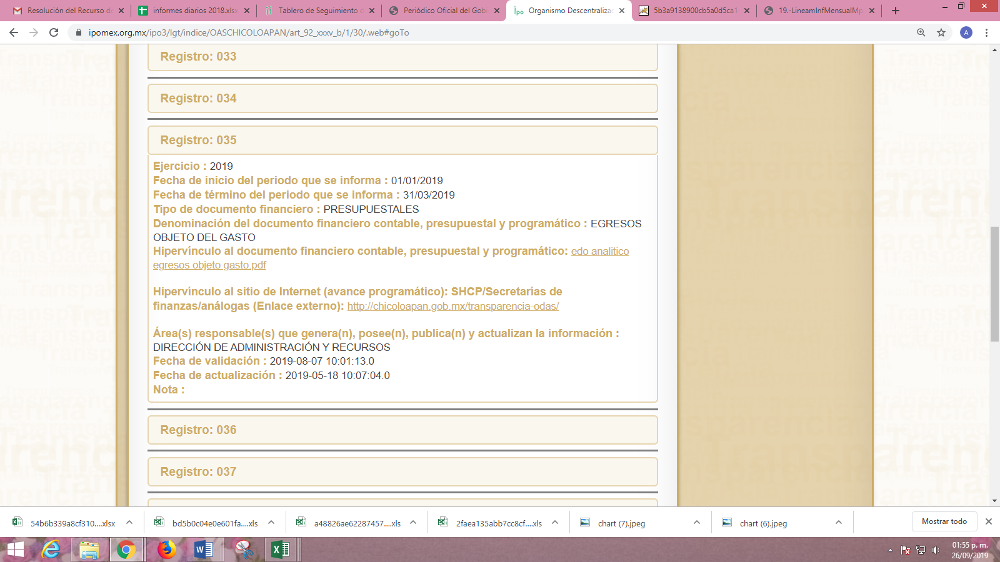 Resolución del Recurso de
informes diarios 2018.xlsx
Tablero de Seguimiento d
Periódico Oficial del Gobi
Organismo Descentraliza
5b3a9138900cb5a0d5ca1
19.-LineamInfMensualMp
ipomex.org.mx/ipo3/lgt/indice/OASCHICOLOAPAN/art_92_xxxv_b/1/30/.web#goTo
A
Registro: 033
Registro: 034
Registro: 035
Ejercicio : 2019
Fecha de inicio del periodo que se informa : 01/01/2019
Fecha de término del periodo que se informa : 31/03/2019
Tipo de documento financiero : PRESUPUESTALES
Denominación del documento financiero contable, presupuestal y programático : EGRESOS
OBJETO DEL GASTO
Hipervínculo al documento financiero contable, presupuestal y programático: edo analitico
egresos objeto gasto.pdf
Hipervínculo al sitio de Internet (avance programático): SHCP/Secretarías de
finanzas/análogas (Enlace externo): http://chicoloapan.gob.mx/transparencia-odas/
Área(s) responsable(s) que genera(n), posee(n), publica(n) y actualizan la información :
DIRECCIÓN DE ADMINISTRACIÓN Y RECURSOS
Fecha de validación : 2019-08-07 10:01:13.0
Fecha de actualización : 2019-05-18 10:07:04.0
Nota :
Registro: 036
Registro: 037
54b6b339a8cf310....xlsx
bd5b0c04e0e601fa....xls
a48826ae62287457....xls
2faea135abb7cc8cf....xls
chart (7).jpeg
chart (6).jpeg
Mostrar todo
01:55 p. m.
26/09/2019